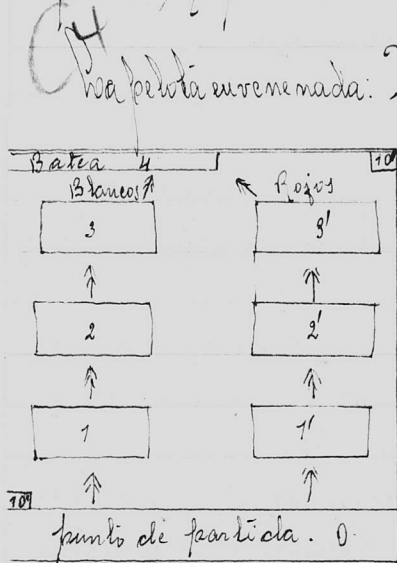 4
La pelota envenenada:
Batea 4
10
Blancos Rojos
3 3'
2 2'
1 1'
10
punto de partida. 0